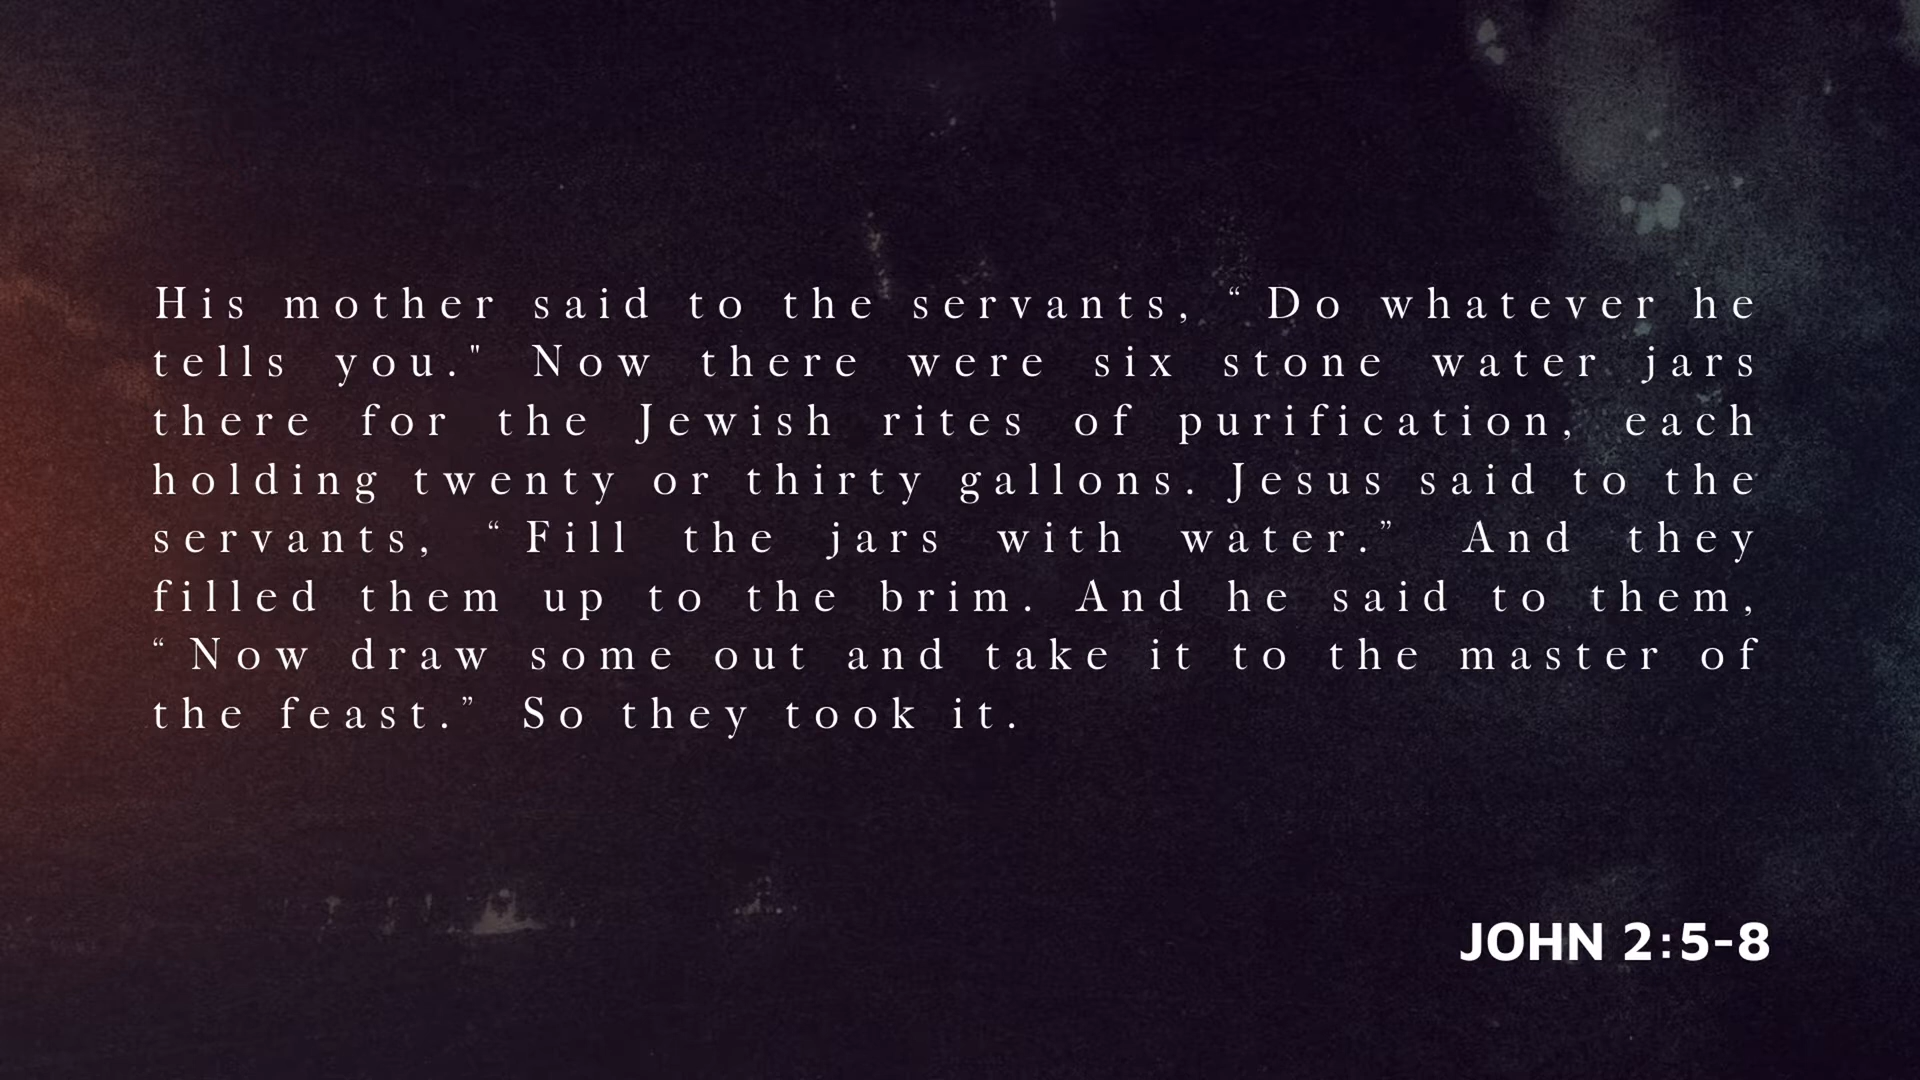 His mother said to the servants, “Do whatever he
tells you." Now there were six stone water jars
there for the Jewish rites of purification, each
holding twenty or thirty gallons. Jesus said to the
servants, “Fill the jars with water.” And they
filled them up to the brim. And he said to them,
“Now draw some out and take it to the master of
the feast.” So they took it.
JOHN 2:5-8